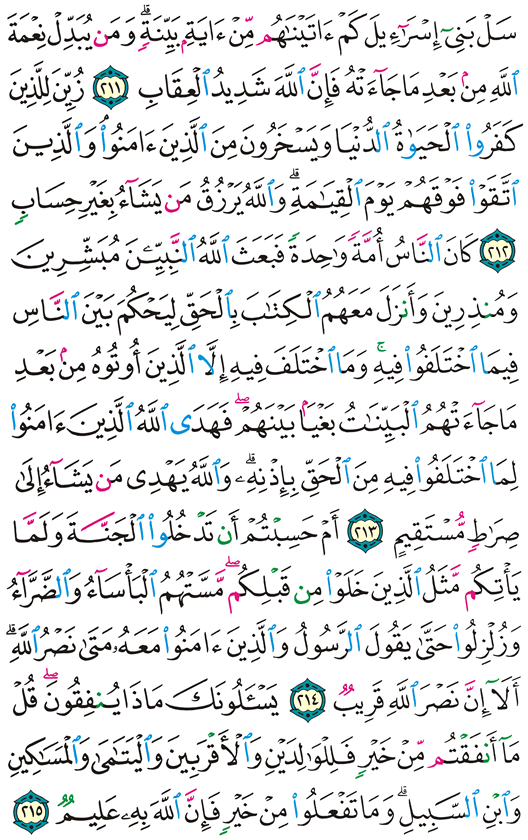 سَلْ بَنِىٓ إِسْرَٰٓءِيلَ كَمْ ءَاتَيْنَٰهُم مِّنْ ءَايَةٍۭ بَيِّنَةٍۗ وَمَن يُبَدِّلْ نِعْمَةَ
ٱللَّهِ مِنۢ بَعْدِ مَا جَآءَتْهُ فَإِنَّ ٱللَّهَ شَدِيدُ ٱلْعِقَابِ ٢١١ زُيِّنَ لِلَّذِينَ
كَفَرُوا۟ ٱلْحَيَوٰةُ ٱلدُّنْيَا وَيَسْخَرُونَ مِنَ ٱلَّذِينَ ءَامَنُوا۟ۘ وَٱلَّذِينَ
ٱتَّقَوْا۟ فَوْقَهُمْ يَوْمَ ٱلْقِيَٰمَةِۗ وَٱللَّهُ يَرْزُقُ مَن يَشَآءُ بِغَيْرِ حِسَابٍ
٢١٢ كَانَ ٱلنَّاسُ أُمَّةً وَٰحِدَةً فَبَعَثَ ٱللَّهُ ٱلنَّبِيِّۦنَ مُبَشِّرِينَ
وَمُنذِرِينَ وَأَنزَلَ مَعَهُمُ ٱلْكِتَٰبَ بِٱلْحَقِّ لِيَحْكُمَ بَيْنَ ٱلنَّاسِ
فِيمَا ٱخْتَلَفُوا۟ فِيهِۚ وَمَا ٱخْتَلَفَ فِيهِ إِلَّا ٱلَّذِينَ أُوتُوهُ مِنۢ بَعْدِ
مَا جَآءَتْهُمُ ٱلْبَيِّنَٰتُ بَغْيًۢا بَيْنَهُمْۖ فَهَدَى ٱللَّهُ ٱلَّذِينَ ءَامَنُوا۟
لِمَا ٱخْتَلَفُوا۟ فِيهِ مِنَ ٱلْحَقِّ بِإِذْنِهِۦۗ وَٱللَّهُ يَهْدِى مَن يَشَآءُ إِلَىٰ
صِرَٰطٍ مُّسْتَقِيمٍ ٢١٣ أَمْ حَسِبْتُمْ أَن تَدْخُلُوا۟ ٱلْجَنَّةَ وَلَمَّا
يَأْتِكُم مَّثَلُ ٱلَّذِينَ خَلَوْا۟ مِن قَبْلِكُمۖ مَّسَّتْهُمُ ٱلْبَأْسَآءُ وَٱلضَّرَّآءُ
وَزُلْزِلُوا۟ حَتَّىٰ يَقُولَ ٱلرَّسُولُ وَٱلَّذِينَ ءَامَنُوا۟ مَعَهُۥ مَتَىٰ نَصْرُ ٱللَّهِۗ
أَلَآ إِنَّ نَصْرَ ٱللَّهِ قَرِيبٌ ٢١٤ يَسْـَٔلُونَكَ مَاذَا يُنفِقُونَۖ قُلْ
مَآ أَنفَقْتُم مِّنْ خَيْرٍ فَلِلْوَٰلِدَيْنِ وَٱلْأَقْرَبِينَ وَٱلْيَتَٰمَىٰ وَٱلْمَسَٰكِينِ
وَٱبْنِ ٱلسَّبِيلِۗ وَمَا تَفْعَلُوا۟ مِنْ خَيْرٍ فَإِنَّ ٱللَّهَ بِهِۦ عَلِيمٌ ٢١٥